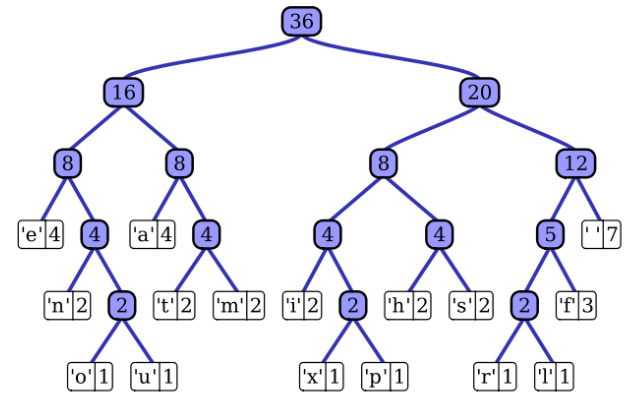 36
16 20
8 8 8 12
'e' 4 4 'a' 4 4 4 4 5 ' ' 7
'n' 2 2 't' 2 'm' 2 'i' 2 2 'h' 2 's' 2 2 'f' 3
'o' 1 'u' 1 'x' 1 'p' 1 'r' 1 'l' 1